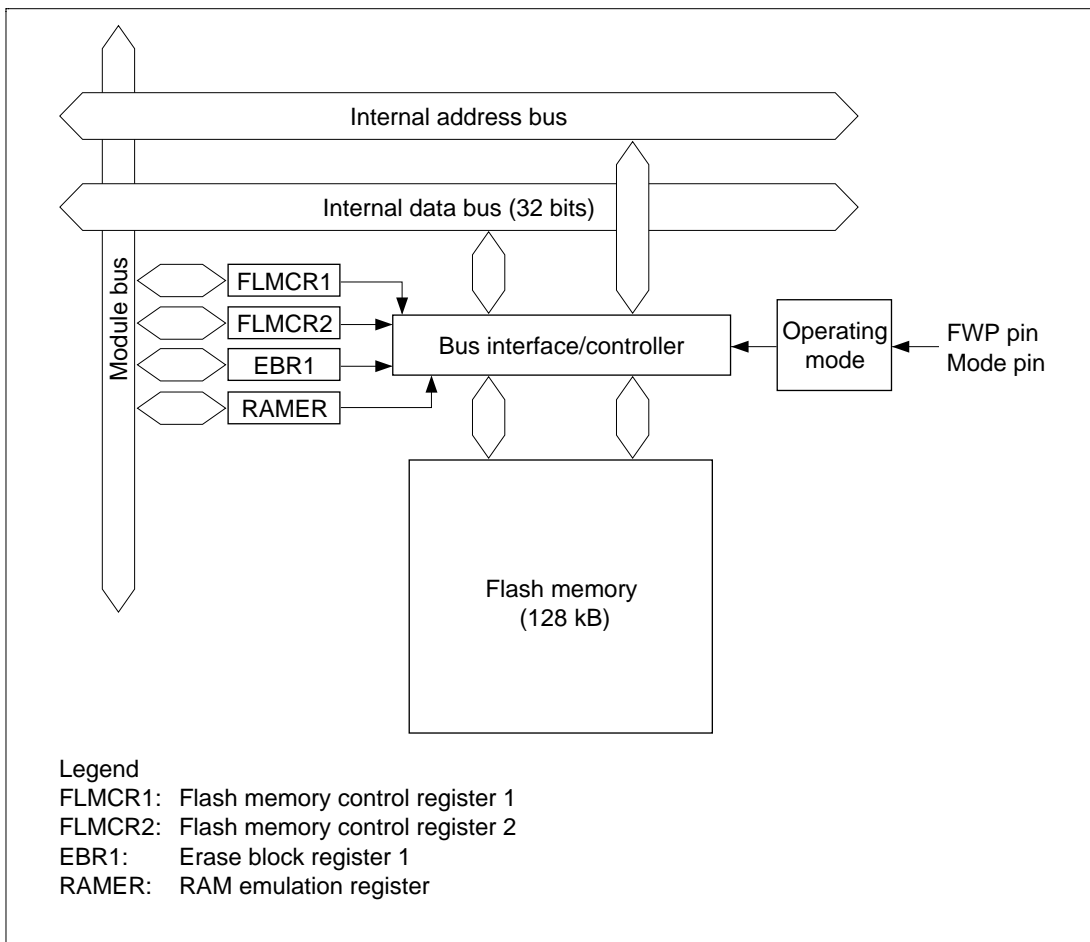 Internal address bus
Internal data bus (32 bits)
Module bus
FLMCR1
FLMCR2
EBR1
RAMER
Bus interface/controller
Operating
mode
FWP pin
Mode pin
Flash memory
(128 kB)
Legend
FLMCR1: Flash memory control register 1
FLMCR2: Flash memory control register 2
EBR1: Erase block register 1
RAMER: RAM emulation register